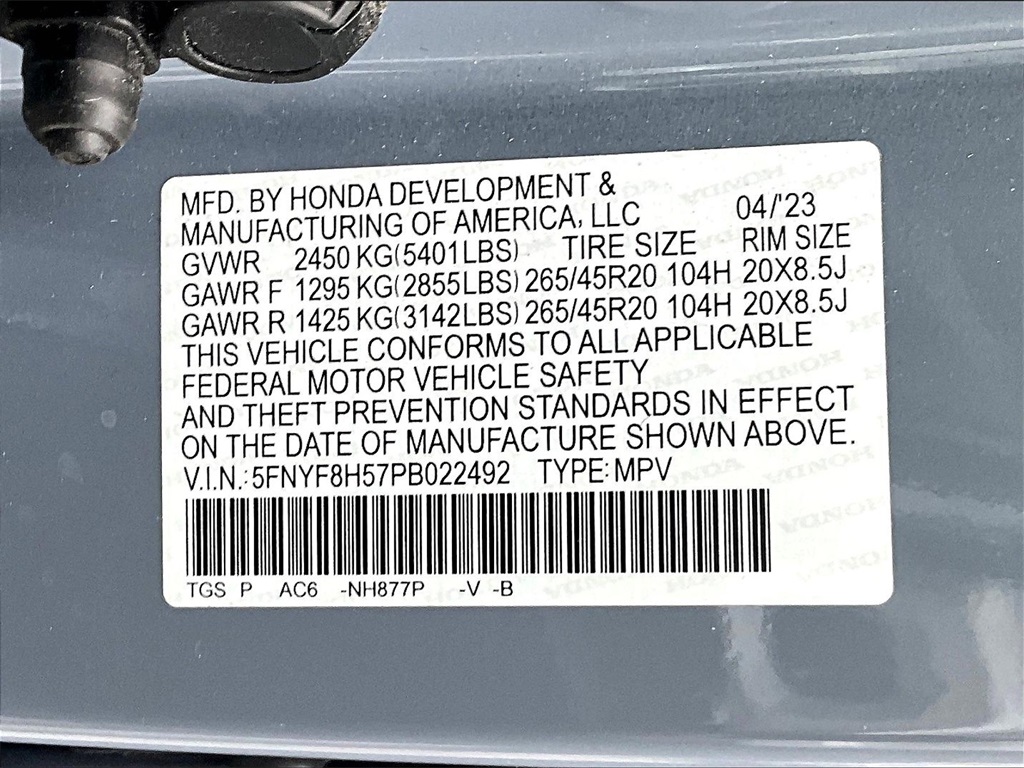 MFD. BY HONDA DEVELOPMENT &
MANUFACTURING OF AMERICA, LLC 04/'23
GVWR 2450 KG(5401LBS) TIRE SIZE RIM SIZE
GAWR F 1295 KG(2855LBS) 265/45R20 104H 20X8.5J
GAWR R 1425 KG(3142LBS) 265/45R20 104H 20X8.5J
THIS VEHICLE CONFORMS TO ALL APPLICABLE
FEDERAL MOTOR VEHICLE SAFETY
AND THEFT PREVENTION STANDARDS IN EFFECT
ON THE DATE OF MANUFACTURE SHOWN ABOVE.
V.I.N.:5FNYF8H57PB022492 TYPE:MPV
TGS P AC6 -NH877P -V -B